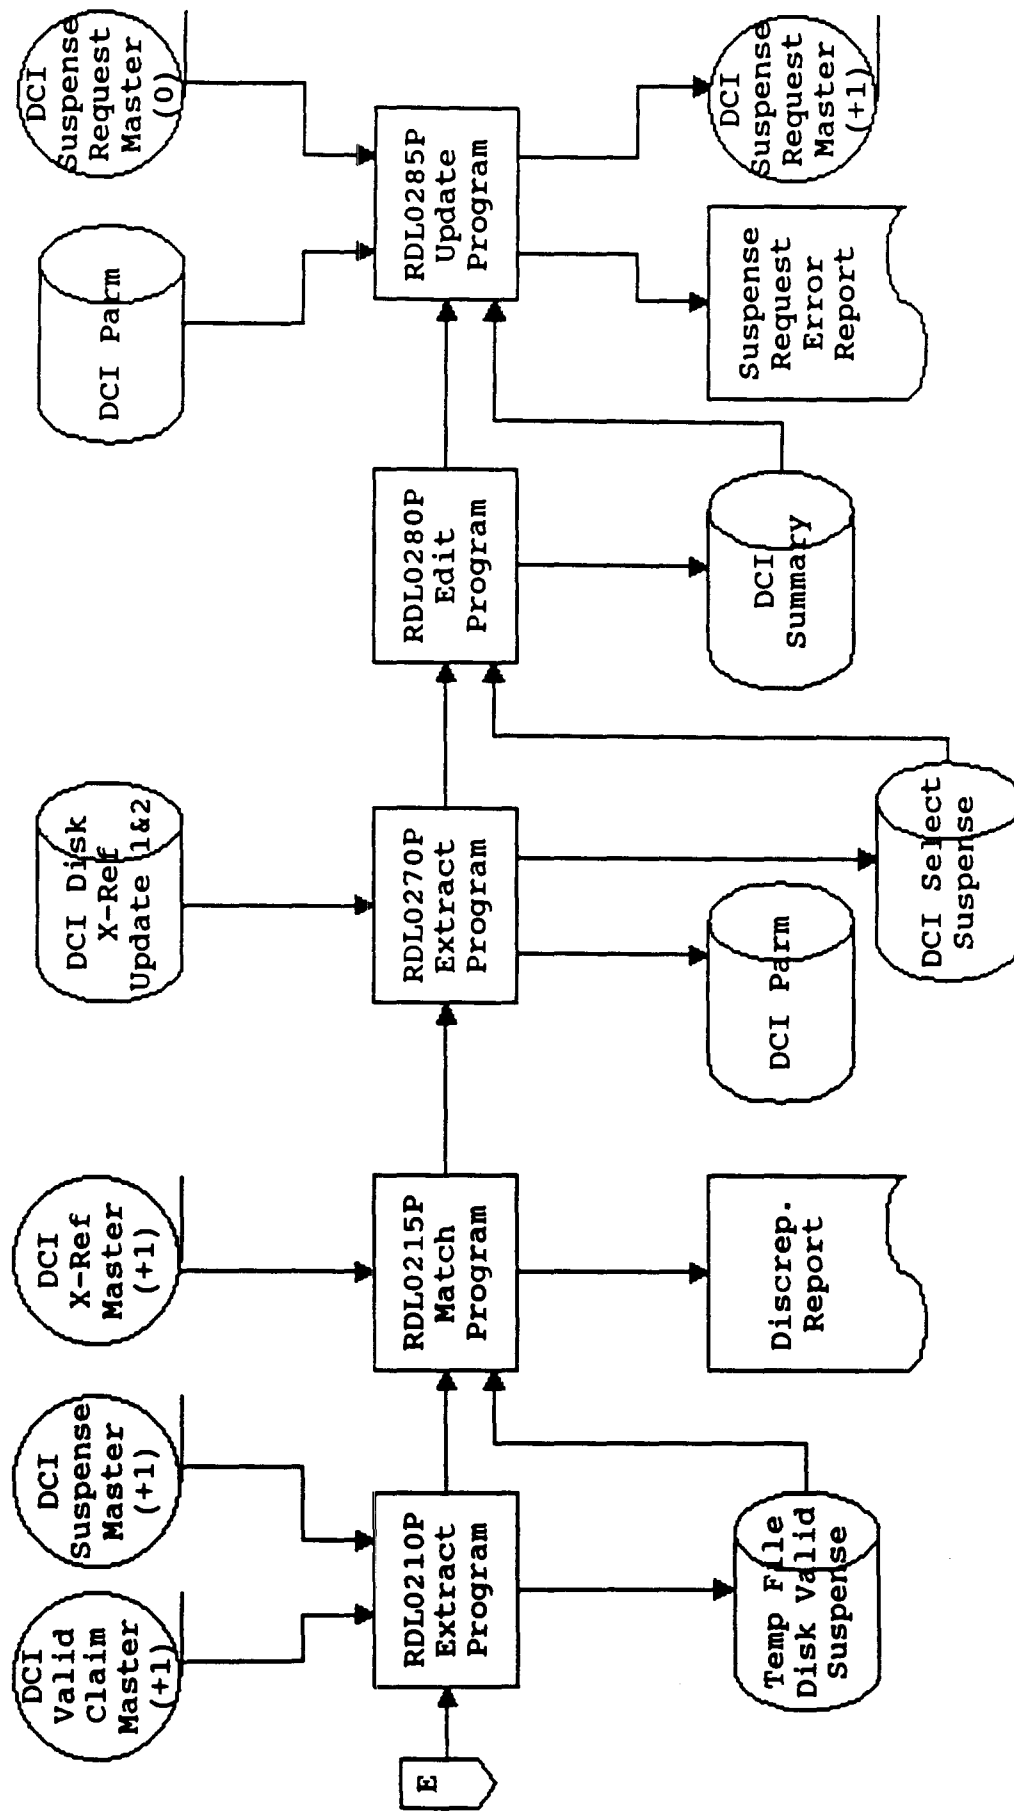 DCI
Valid
Claim
Master
(+1)
DCI
Suspense
Master
(+1)
DCI
X-Ref
Master
(+1)
DCI Disk
X-Ref
Update 1&2
DCI Parm
DCI
Suspense
Request
Master
(0)
E
RDL0210P
Extract
Program
RDL0215P
Match
Program
RDL0270P
Extract
Program
RDL0280P
Edit
Program
RDL0285P
Update
Program
Temp File
Disk Valid
Suspense
Discrep.
Report
DCI Parm
DCI Select
Suspense
DCI
Summary
Suspense
Request
Error
Report
DCI
Suspense
Request
Master
(+1)